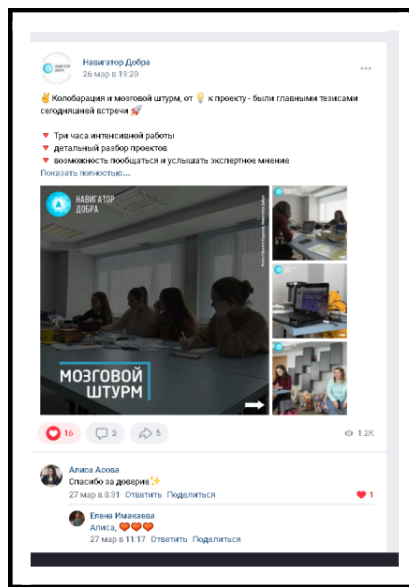 Навигатор Добра
26 мар в 19:20
✌Колобарация и мозговой штурм, от 💡 к проекту - были главными тезисами
сегодняшней встречи 🚀
🔻 Три часа интенсивной работы
🔻 детальный разбор проектов
🔻 возможность пообщаться и услышать экспертное мнение
Показать полностью...
НАВИГАТОР
ДОБРА
МОЗГОВОЙ
ШТУРМ
16
2
5
1.2K
Алиса Асова
Спасибо за доверие✨
27 мар в 8:31 Ответить Поделиться
1
Елена Имакаева
Алиса, ❤❤❤
27 мар в 11:17 Ответить Поделиться